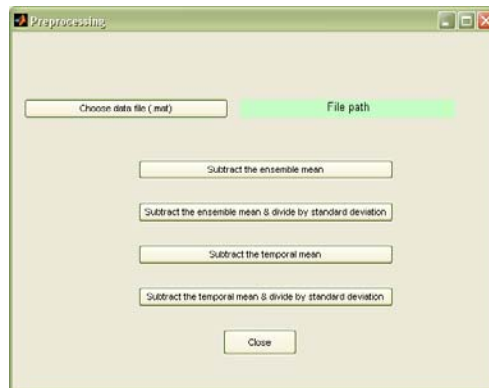 Preprocessing
Choose data file (.mat) File path
Subtract the ensemble mean
Subtract the ensemble mean & divide by standard deviation
Subtract the temporal mean
Subtract the temporal mean & divide by standard deviation
Close